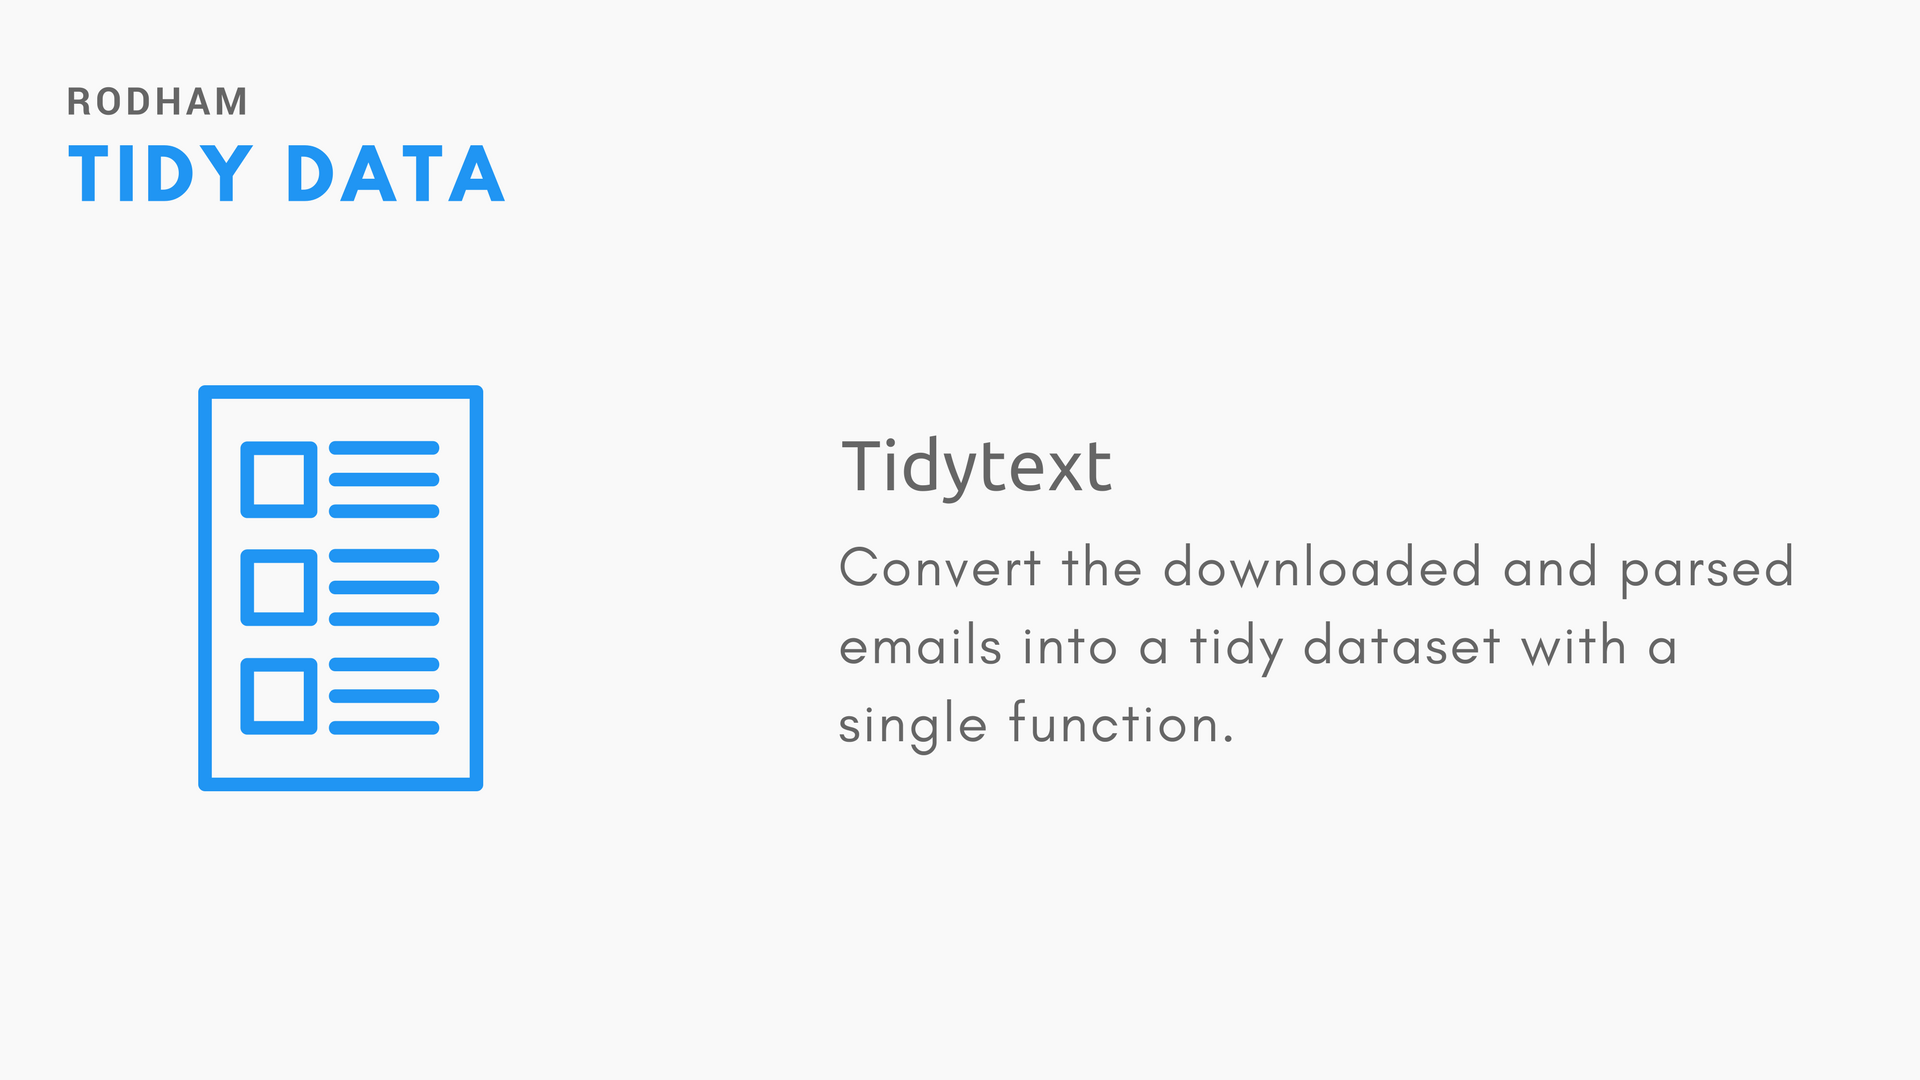 RODHAM
TIDY DATA
Tidytext
Convert the downloaded and parsed
emails into a tidy dataset with a
single function.